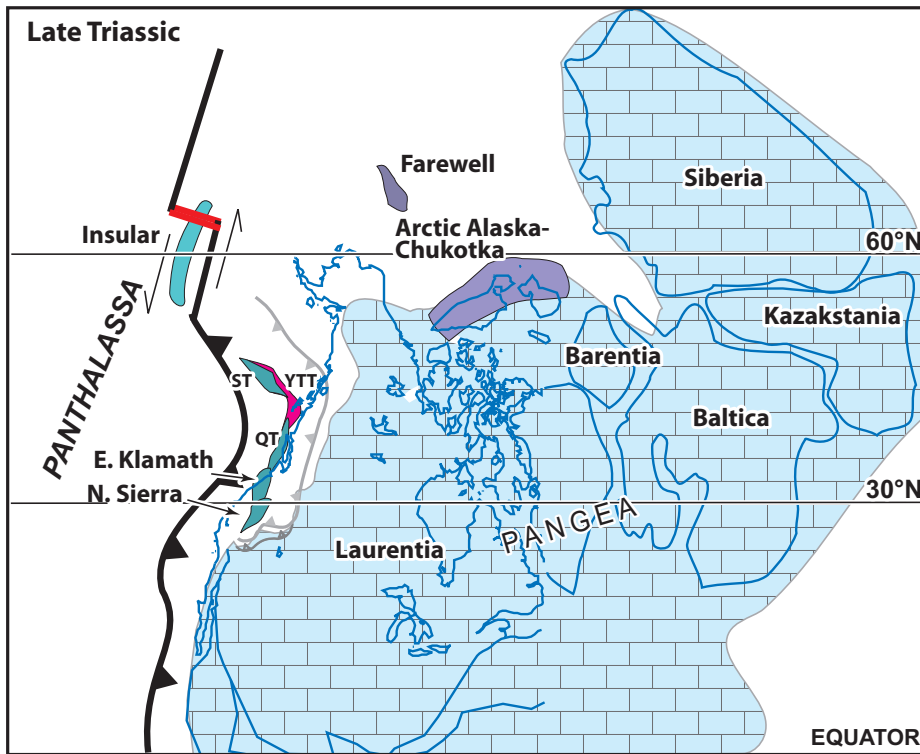 Late Triassic
Farewell
Siberia
Arctic Alaska-
Chukotka
Insular
60°N
PANTHALASSA
Kazakstania
Barentia
ST
YTT
Baltica
QT
E. Klamath
N. Sierra
30°N
PANGEA
Laurentia
EQUATOR